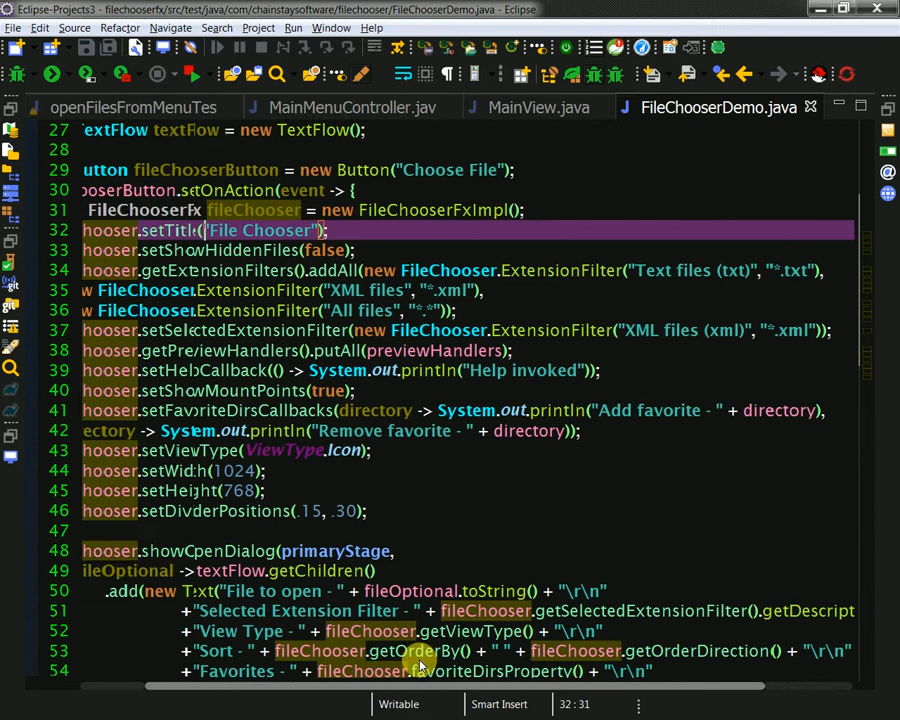 Eclipse-Projects3 - filechooserfx/src/test/java/com/chainstaysoftware/filechooser/FileChooserDemo.java - Eclipse
File Edit Source Refactor Navigate Search Project Run Window Help
openFilesFromMenuTes MainMenuController.jav MainView.java FileChooserDemo.java
27 TextFlow textFlow = new TextFlow();
28
29 utton fileChooserButton = new Button("Choose File");
30 ooserButton.setOnAction(event -> {
31 FileChooserFx fileChooser = new FileChooserFxImpl();
32 hooser.setTitle("File Chooser");
33 hooser.setShowHiddenFiles(false);
34 hooser.getExtensionFilters().addAll(new FileChooser.ExtensionFilter("Text files (txt)", "*.txt"),
35 w FileChooser.ExtensionFilter("XML files", "*.xml"),
36 w FileChooser.ExtensionFilter("All files", "*.*"));
37 hooser.setSelectedExtensionFilter(new FileChooser.ExtensionFilter("XML files (xml)", "*.xml"));
38 hooser.getPreviewHandlers().putAll(previewHandlers);
39 hooser.setHelpCallback(() -> System.out.println("Help invoked"));
40 hooser.setShowMountPoints(true);
41 hooser.setFavoriteDirsCallbacks(directory -> System.out.println("Add favorite - " + directory),
42 ectory -> System.out.println("Remove favorite - " + directory));
43 hooser.setViewType(ViewType.Icon);
44 hooser.setWidth(1024);
45 hooser.setHeight(768);
46 hooser.setDividerPositions(.15, .30);
47
48 hooser.showOpenDialog(primaryStage,
49 ileOptional ->textFlow.getChildren()
50 .add(new Text("File to open - " + fileOptional.toString() + "\r\n"
51 +"Selected Extension Filter - " + fileChooser.getSelectedExtensionFilter().getDescript
52 +"View Type - " + fileChooser.getViewType() + "\r\n"
53 +"Sort - " + fileChooser.getOrderBy() + " " + fileChooser.getOrderDirection() + "\r\n"
54 +"Favorites - " + fileChooser.favoriteDirsProperty() + "\r\n"
Writable Smart Insert 32 : 31